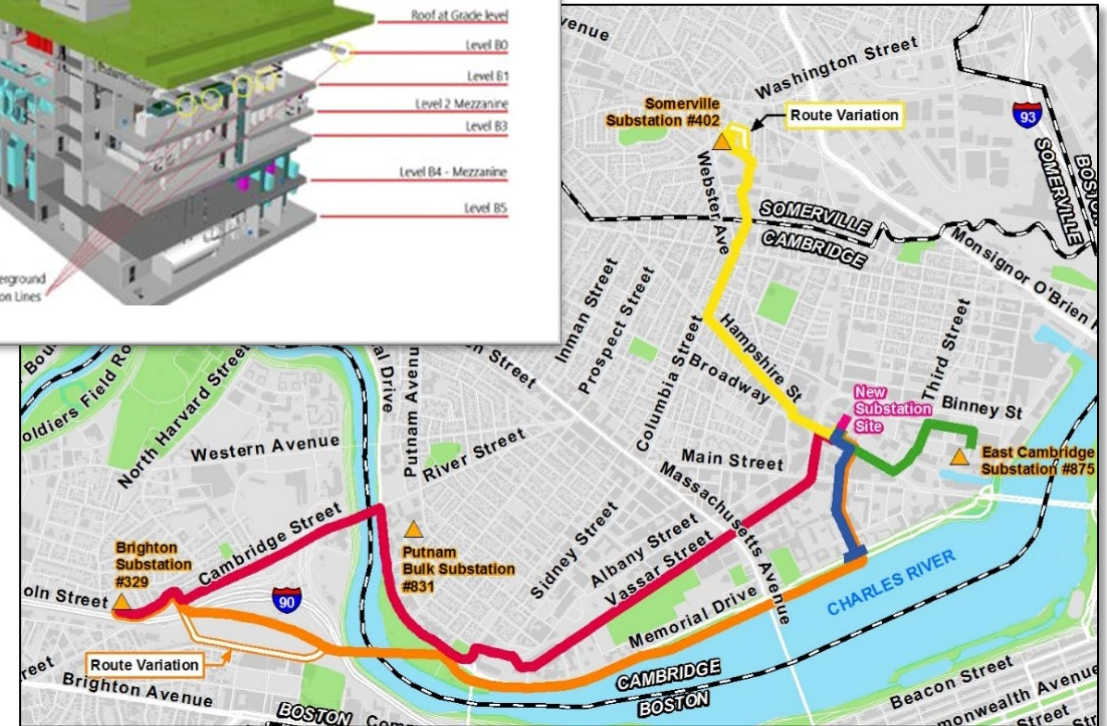 Roof at Grade level
Level B0
Level B1
Level 2 Mezzanine
Level B3
Level B4 - Mezzanine
Level B5
Lines
Washington Street
Somerville
Substation #402
Route Variation
93
SOMERVILLE
Webster Ave
SOMERVILLE
CAMBRIDGE
Monsignor O'Brien
Inman Street
Prospect Street
Columbia Street
Hampshire St
Broadway
Third Street
New
Substation
Site
Binney St
East Cambridge
Substation #875
North Harvard Street
Western Avenue
River Street
Main Street
Massachusetts Avenue
Cambridge Street
Putnam
Bulk Substation
#831
Sidney Street
Albany Street
Vassar Street
Brighton
Substation
#329
Street
90
Memorial Drive
CHARLES RIVER
Route Variation
CAMBRIDGE
BOSTON
Brighton Avenue
BOSTON
Beacon Street